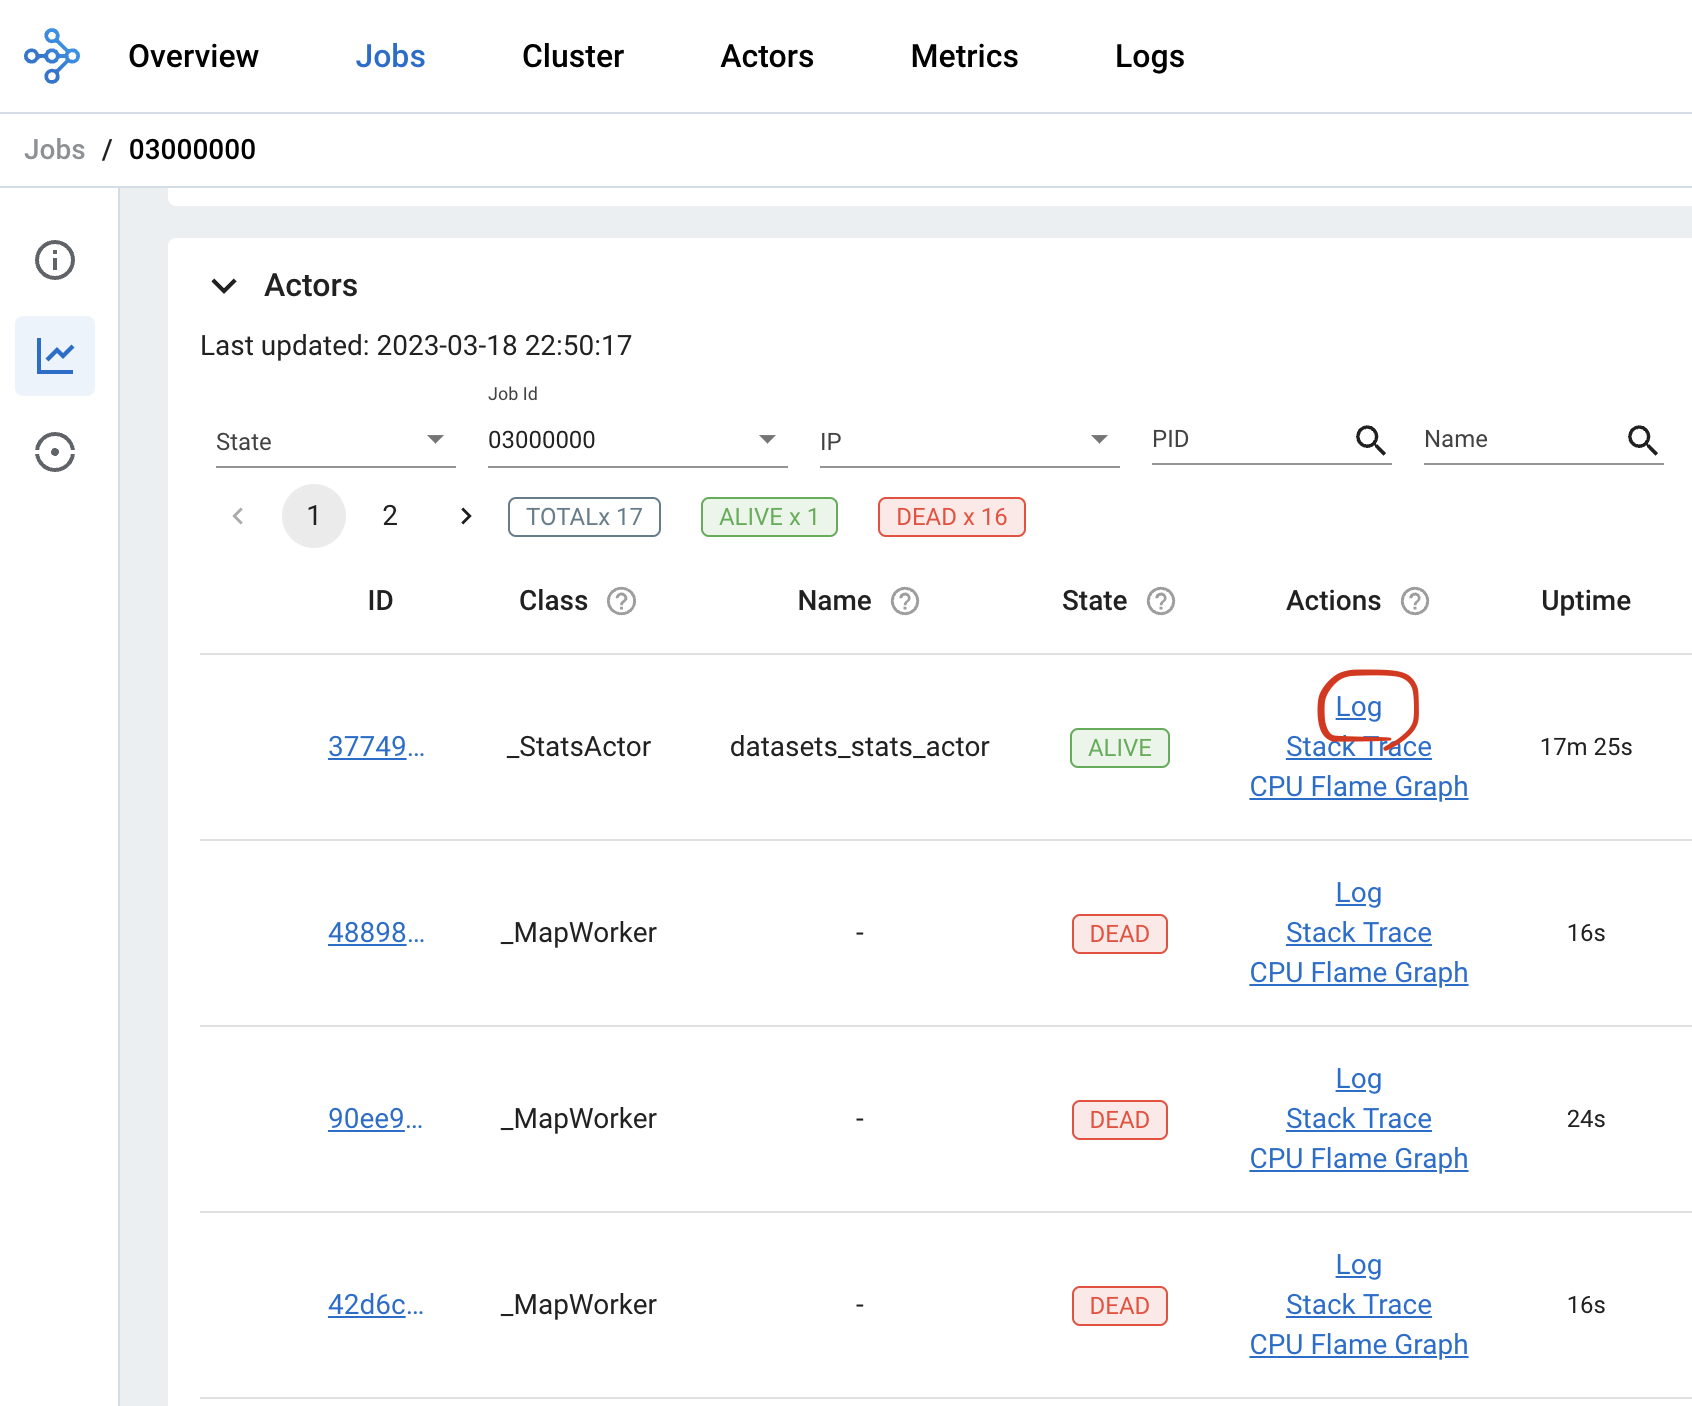 Overview Jobs Cluster Actors Metrics Logs
Jobs / 03000000
Actors
Last updated: 2023-03-18 22:50:17
Job Id
State 03000000 IP PID Name
1 2 TOTALx 17 ALIVE x 1 DEAD x 16
ID Class Name State Actions Uptime
Log
37749... _StatsActor datasets_stats_actor ALIVE Stack Trace 17m 25s
CPU Flame Graph
Log
48898... _MapWorker - DEAD Stack Trace 16s
CPU Flame Graph
Log
90ee9... _MapWorker - DEAD Stack Trace 24s
CPU Flame Graph
Log
42d6c... _MapWorker - DEAD Stack Trace 16s
CPU Flame Graph